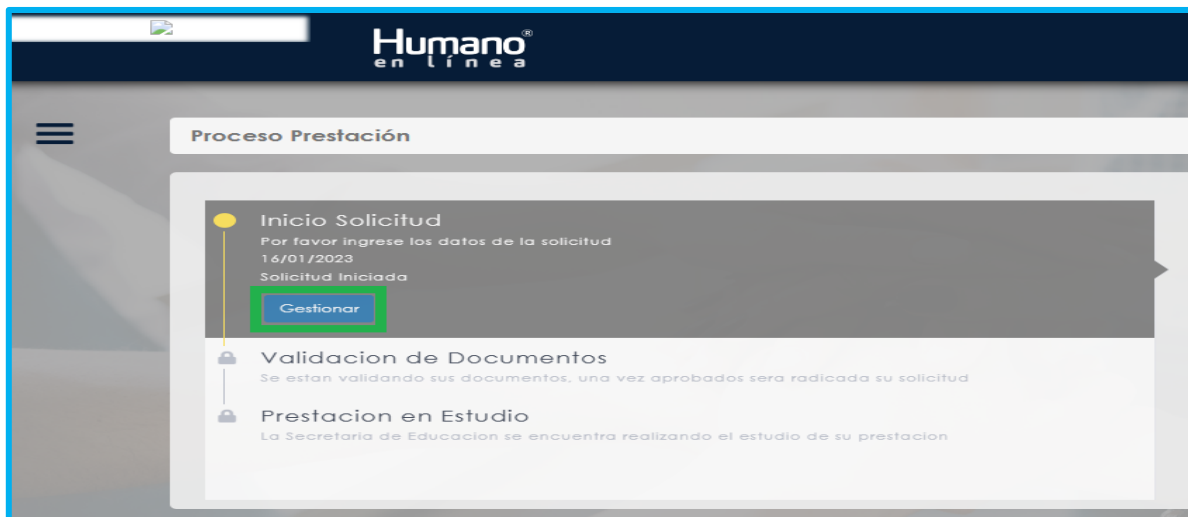 Humano®
en línea
Proceso Prestación
Inicio Solicitud
Por favor ingrese los datos de la solicitud
16/01/2023
Solicitud Iniciada
Gestionar
Validacion de Documentos
Se estan validando sus documentos, una vez aprobados sera radicada su solicitud
Prestacion en Estudio
La Secretaria de Educacion se encuentra realizando el estudio de su prestacion